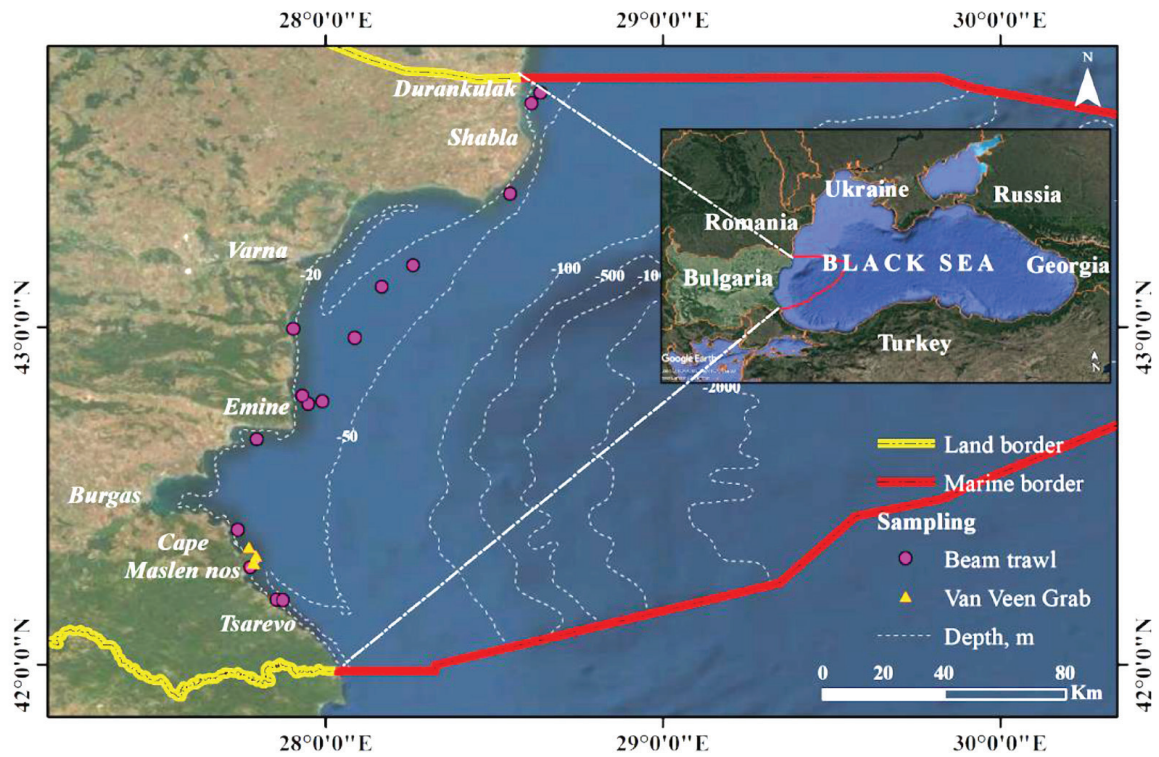 28°0'0"E 29°0'0"E 30°0'0"E
N
Durankulak
Shabla
Ukraine
Russia
Romania
Varna
-20
-100
-500
-10
Bulgaria
BLACK SEA
Georgia
43°0'0"N
43°0'0"N
Turkey
Google Earth
N
-2000
Emine
-50
Land border
Burgas
Marine border
Sampling
Cape
Maslen nos
Beam trawl
Van Veen Grab
Tsarevo
Depth, m
42°0'0"N
42°0'0"N
0 20 40 80
Km
28°0'0"E 29°0'0"E 30°0'0"E